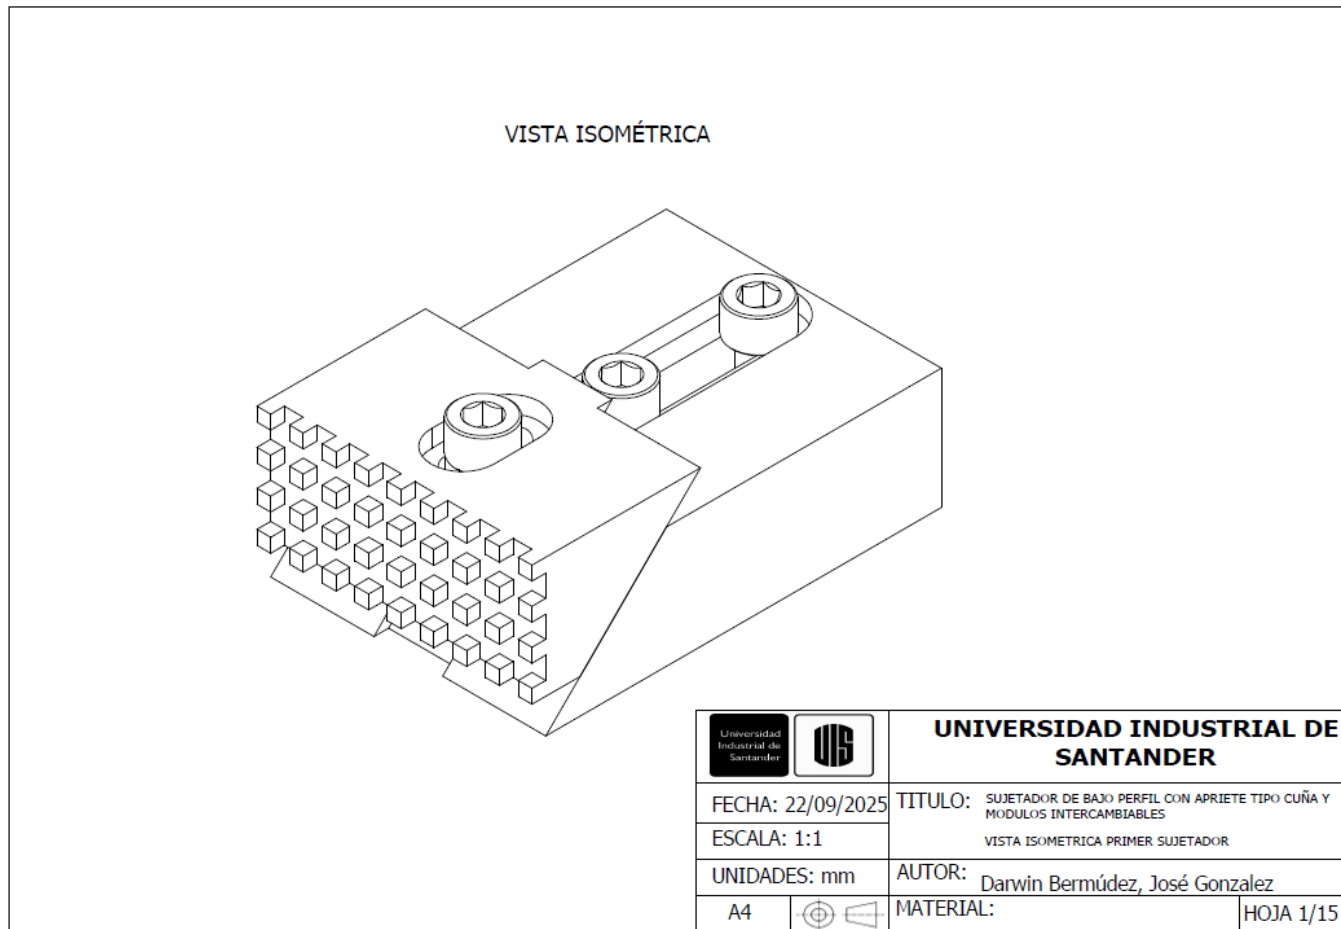 VISTA ISOMÉTRICA
Universidad
Industrial de
Santander
UIS
UNIVERSIDAD INDUSTRIAL DE
SANTANDER
FECHA: 22/09/2025
TITULO: SUJETADOR DE BAJO PERFIL CON APRIETE TIPO CUÑA Y
MODULOS INTERCAMBIABLES
VISTA ISOMETRICA PRIMER SUJETADOR
ESCALA: 1:1
UNIDADES: mm
AUTOR: Darwin Bermúdez, José Gonzalez
A4
MATERIAL:
HOJA 1/15